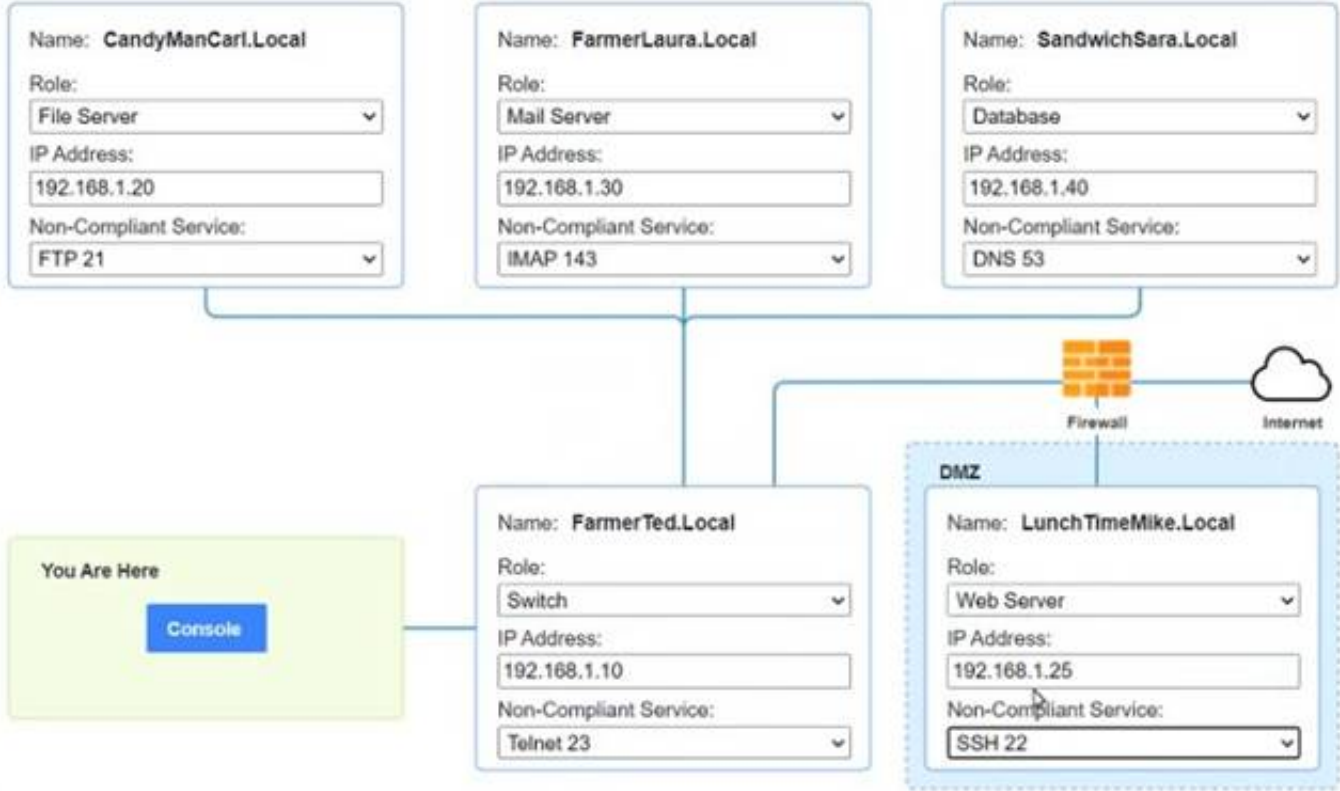 Name: CandyManCarl.Local
Role:
File Server
IP Address:
192.168.1.20
Non-Compliant Service:
FTP 21
Name: FarmerLaura.Local
Role:
Mail Server
IP Address:
192.168.1.30
Non-Compliant Service:
IMAP 143
Name: SandwichSara.Local
Role:
Database
IP Address:
192.168.1.40
Non-Compliant Service:
DNS 53
Firewall
Internet
You Are Here
Console
Name: FarmerTed.Local
Role:
Switch
IP Address:
192.168.1.10
Non-Compliant Service:
Telnet 23
DMZ
Name: LunchTimeMike.Local
Role:
Web Server
IP Address:
192.168.1.25
Non-Compliant Service:
SSH 22